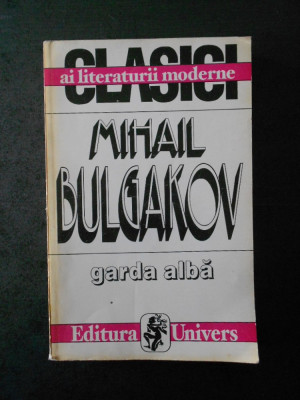 CLASICI
ai literaturii moderne
MIHAIL
BULGAKOV
garda albă
Editura Univers